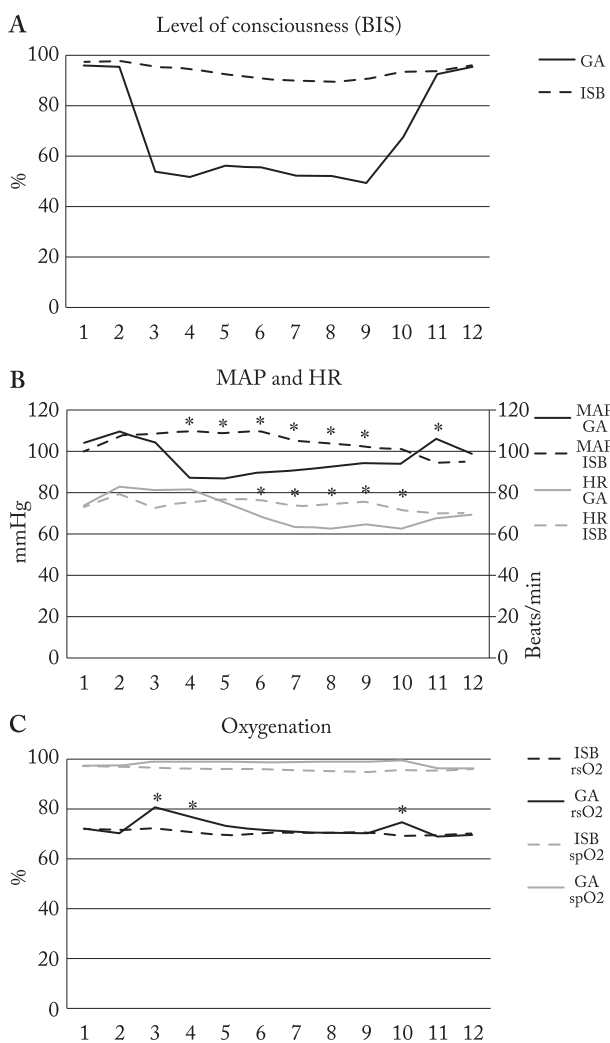 A
Level of consciousness (BIS)
100
80
60
40
20
0
%
1 2 3 4 5 6 7 8 9 10 11 12
GA
ISB
B
MAP and HR
120
100
80
60
40
20
0
mmHg
* * * * * * *
* * * * *
120
100
80
60
40
20
0
Beats/min
1 2 3 4 5 6 7 8 9 10 11 12
MAP
GA
MAP
ISB
HR
GA
HR
ISB
C
Oxygenation
100
80
60
40
20
0
%
* * *
1 2 3 4 5 6 7 8 9 10 11 12
ISB
rsO2
GA
rsO2
ISB
spO2
GA
spO2